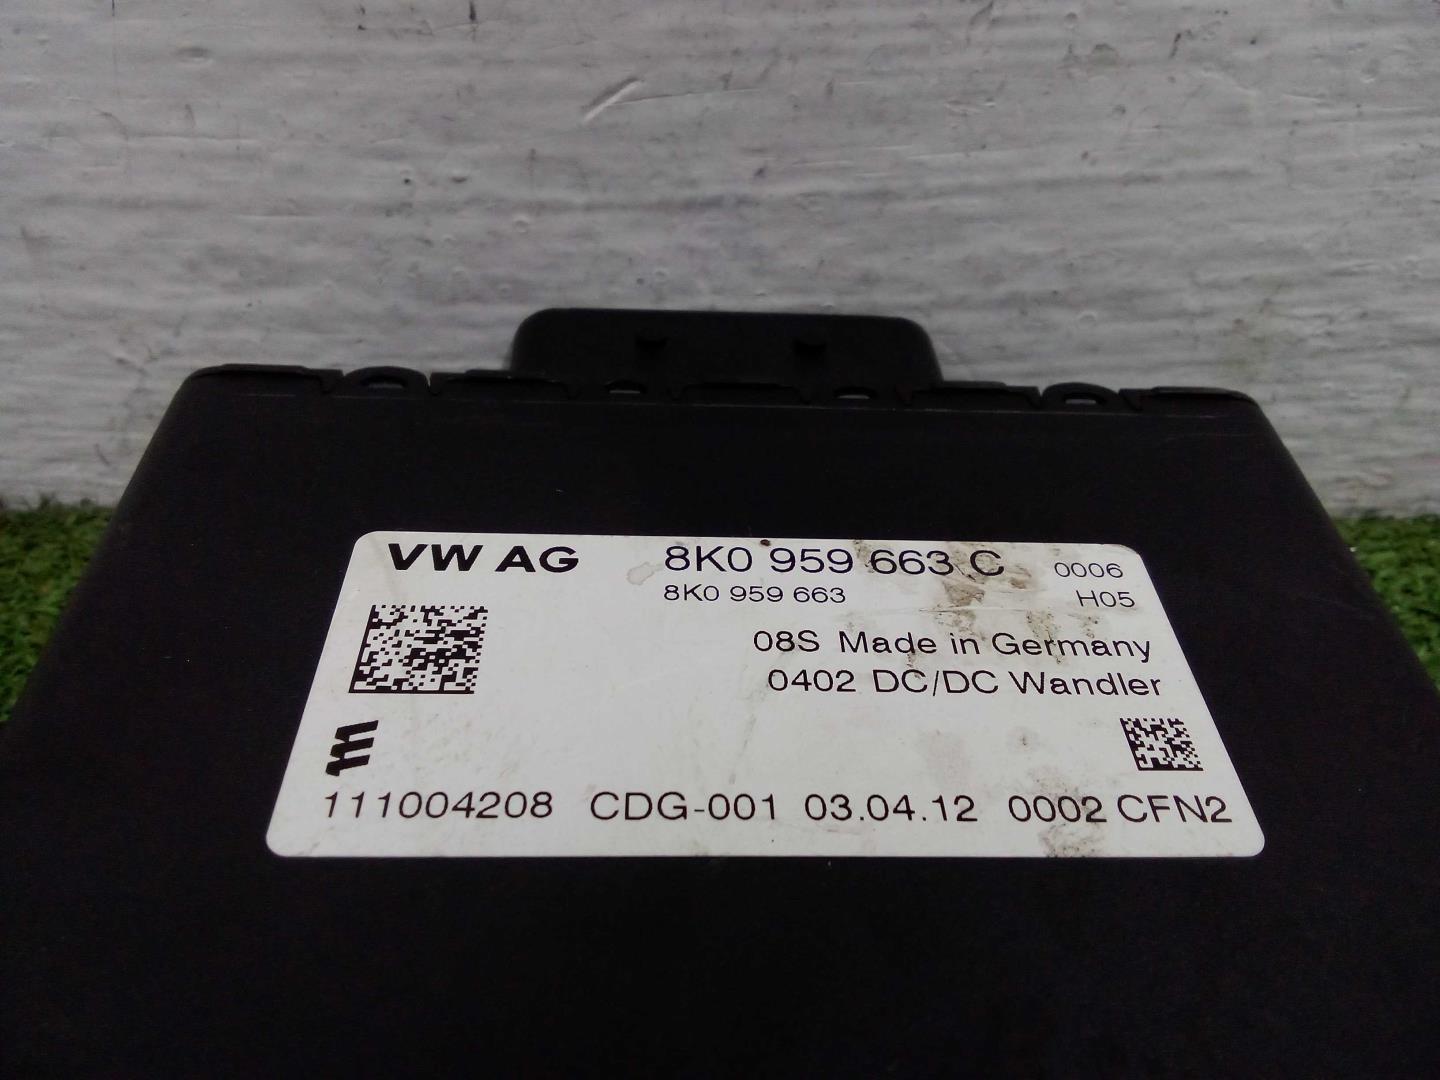 VW AG 8K0 959 663 C 0006
8K0 959 663 H05
08S Made in Germany
0402 DC/DC Wandler
111004208 CDG-001 03.04.12 0002 CFN2